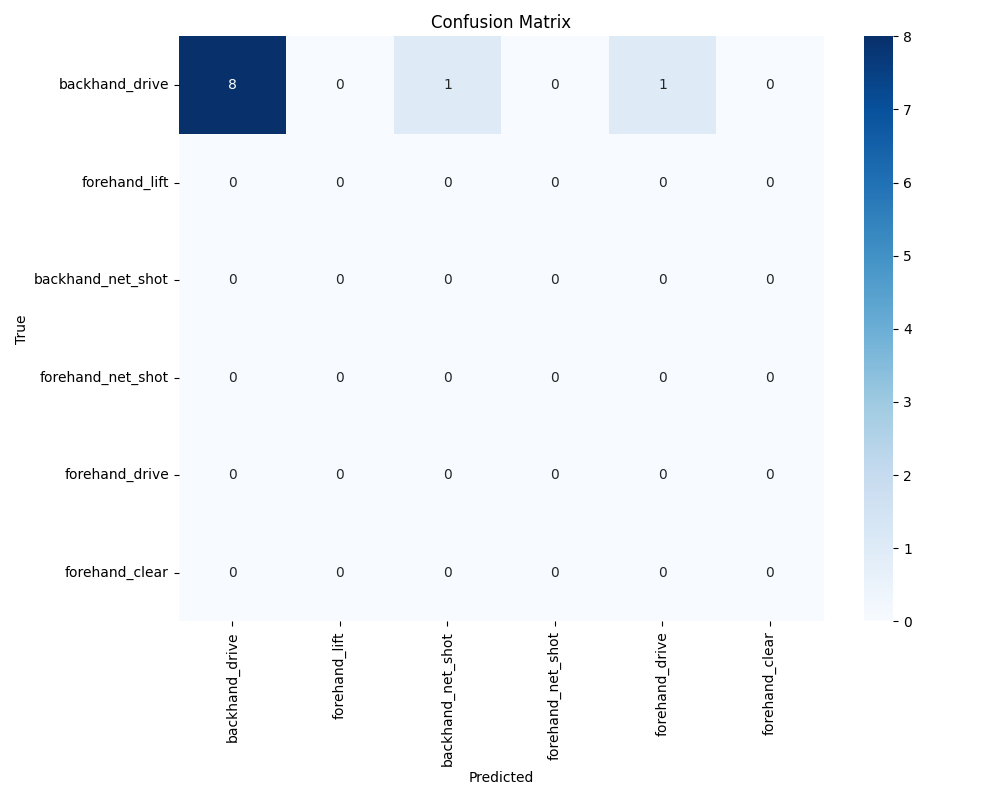 Confusion Matrix
True
backhand_drive 8 0 1 0 1 0
forehand_lift 0 0 0 0 0 0
backhand_net_shot 0 0 0 0 0 0
forehand_net_shot 0 0 0 0 0 0
forehand_drive 0 0 0 0 0 0
forehand_clear 0 0 0 0 0 0
backhand_drive
forehand_lift
backhand_net_shot
forehand_net_shot
forehand_drive
forehand_clear
Predicted
8
7
6
5
4
3
2
1
0